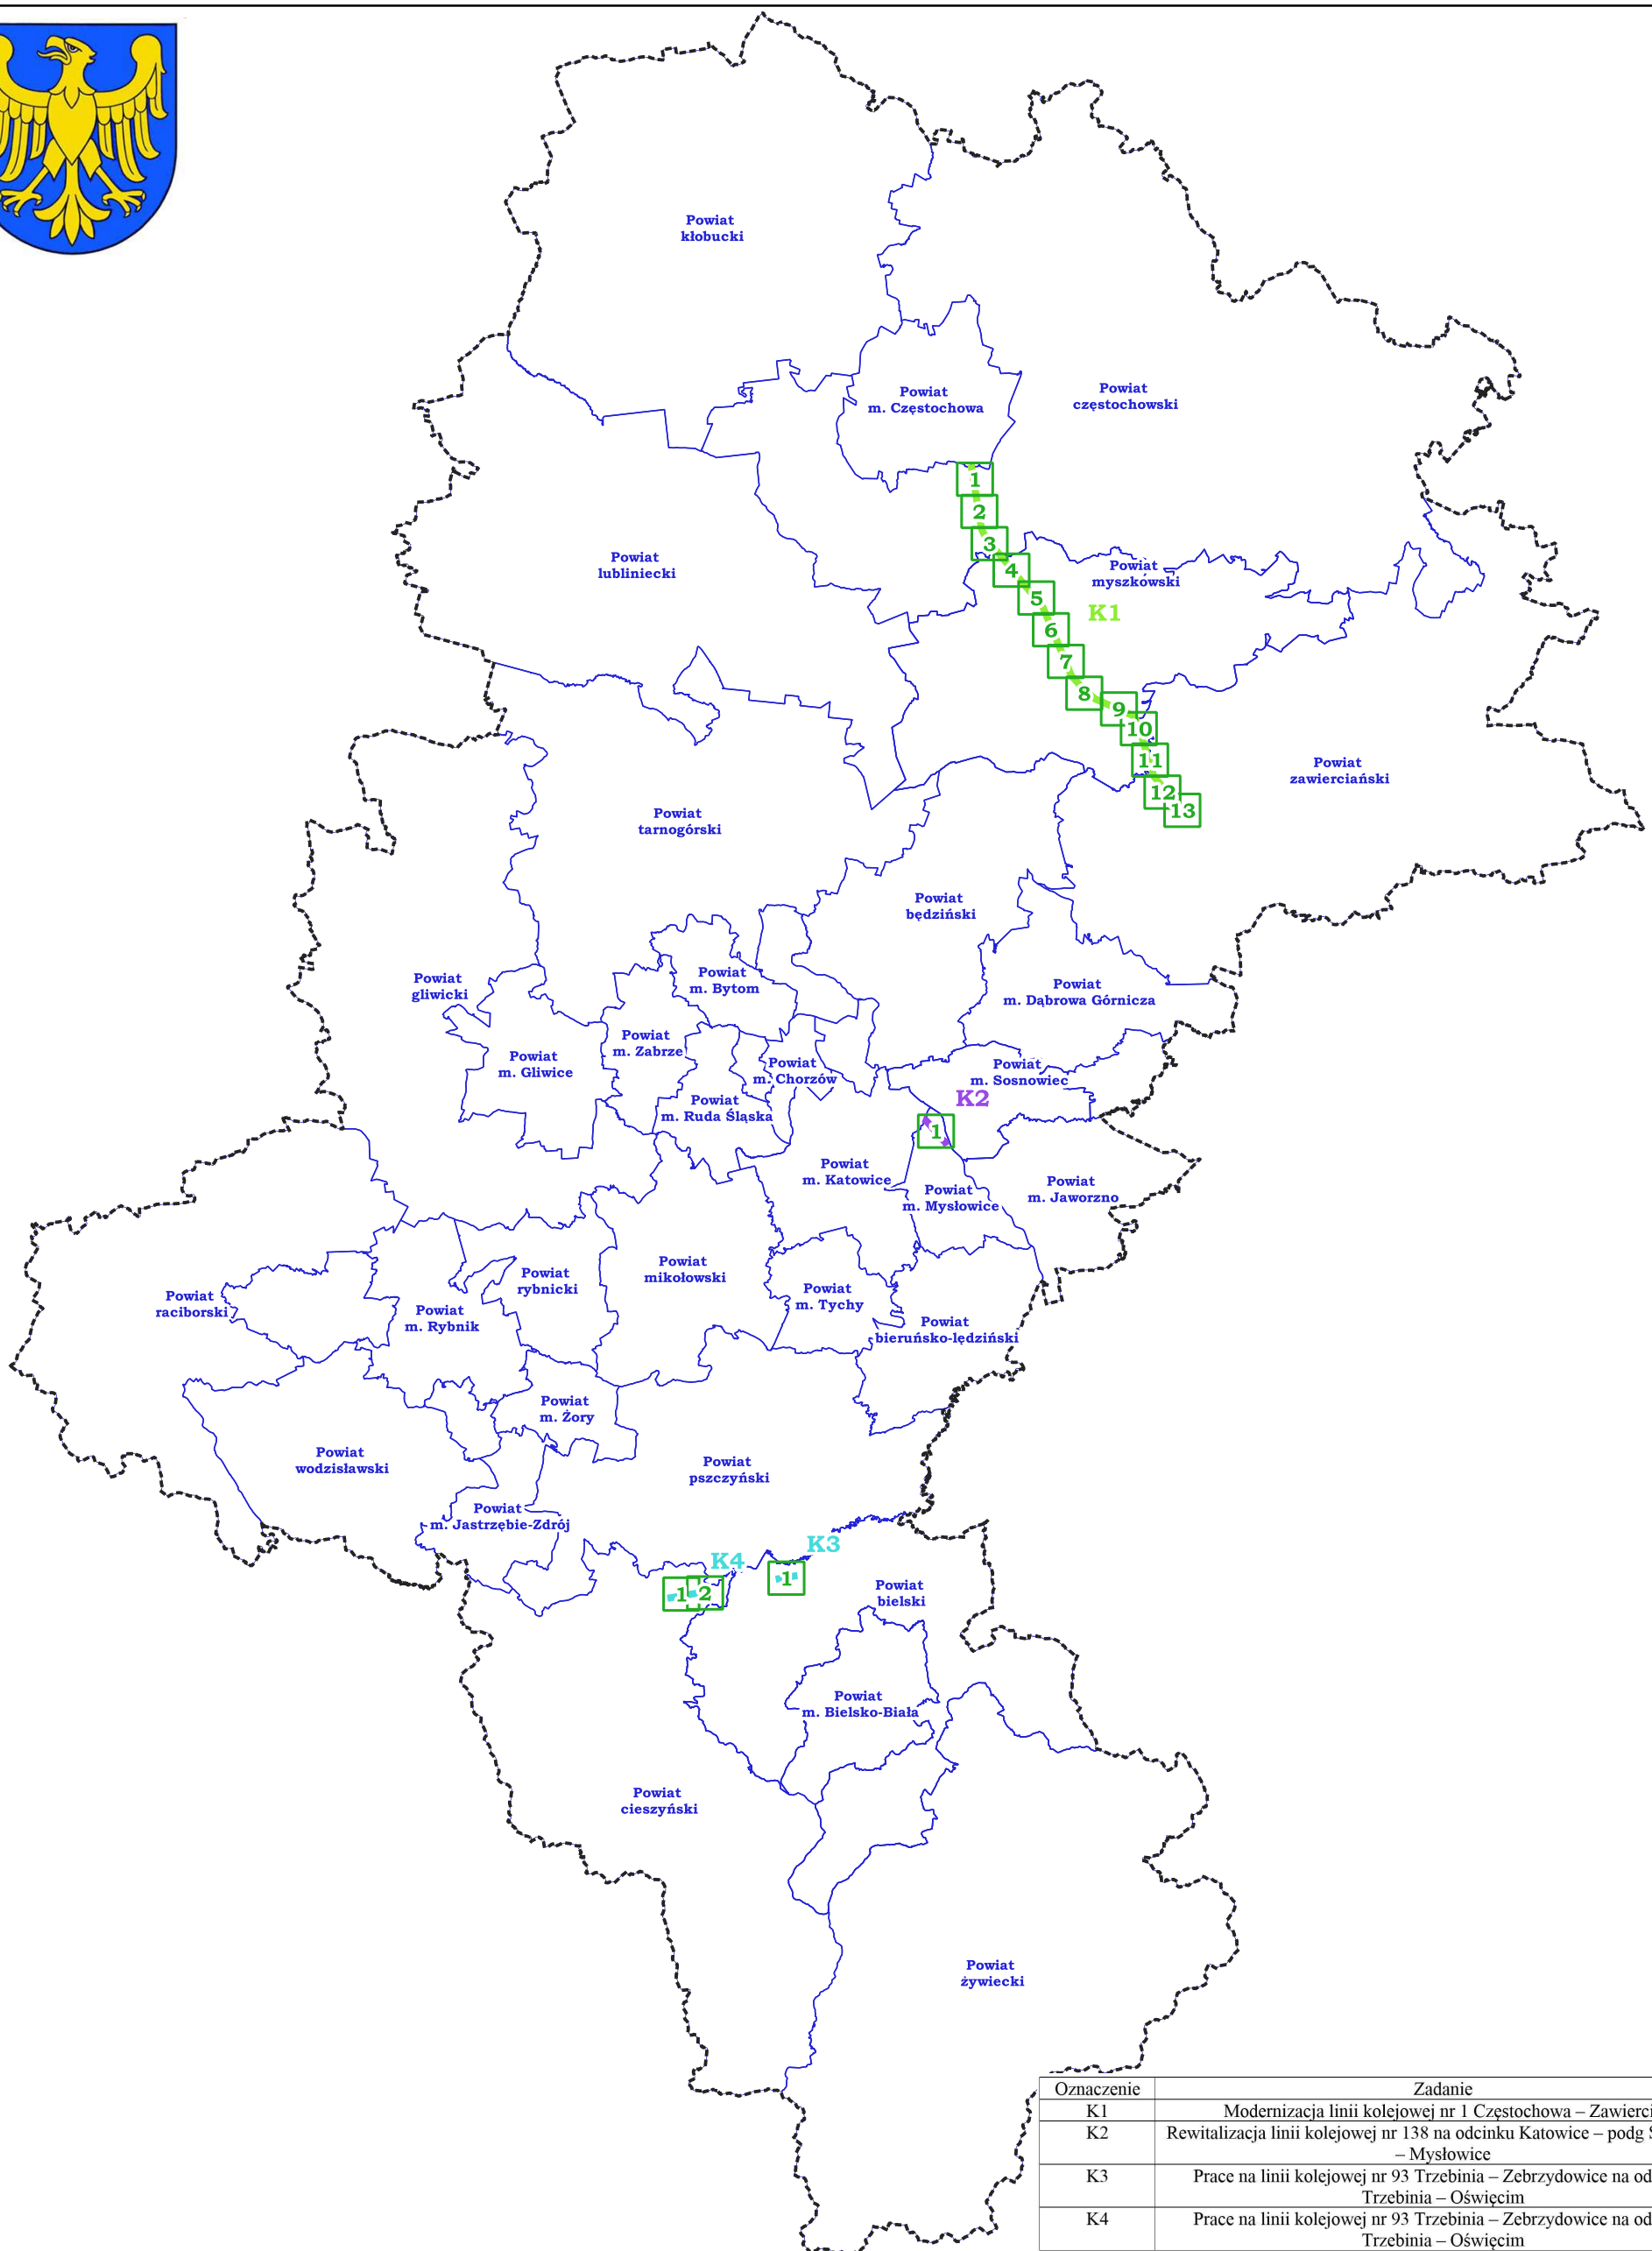 Powiat
kłobucki
Powiat
m. Częstochowa
Powiat
częstochowski
1
2
3
4
Powiat
lubliniecki
Powiat
myszkowski
5
K1
6
7
8
9
10
11
12
13
Powiat
zawierciański
Powiat
tarnogórski
Powiat
będziński
Powiat
gliwicki
Powiat
m. Bytom
Powiat
m. Dąbrowa Górnicza
Powiat
m. Zabrze
Powiat
m. Gliwice
Powiat
m. Chorzów
Powiat
m. Sosnowiec
Powiat
m. Ruda Śląska
K2
1
Powiat
m. Katowice
Powiat
m. Mysłowice
Powiat
m. Jaworzno
Powiat
mikołowski
Powiat
rybnicki
Powiat
raciborski
Powiat
m. Rybnik
Powiat
m. Tychy
Powiat
bieruńsko-lędziński
Powiat
m. Żory
Powiat
wodzisławski
Powiat
pszczyński
Powiat
m. Jastrzębie-Zdrój
K3
K4
1
1
2
Powiat
bielski
Powiat
m. Bielsko-Biała
Powiat
cieszyński
Powiat
żywiecki
Oznaczenie Zadanie
K1 Modernizacja linii kolejowej nr 1 Częstochowa – Zawierci
K2 Rewitalizacja linii kolejowej nr 138 na odcinku Katowice – podg
– Mysłowice
K3 Prace na linii kolejowej nr 93 Trzebinia – Zebrzydowice na od
Trzebinia – Oświęcim
K4 Prace na linii kolejowej nr 93 Trzebinia – Zebrzydowice na od
Trzebinia – Oświęcim